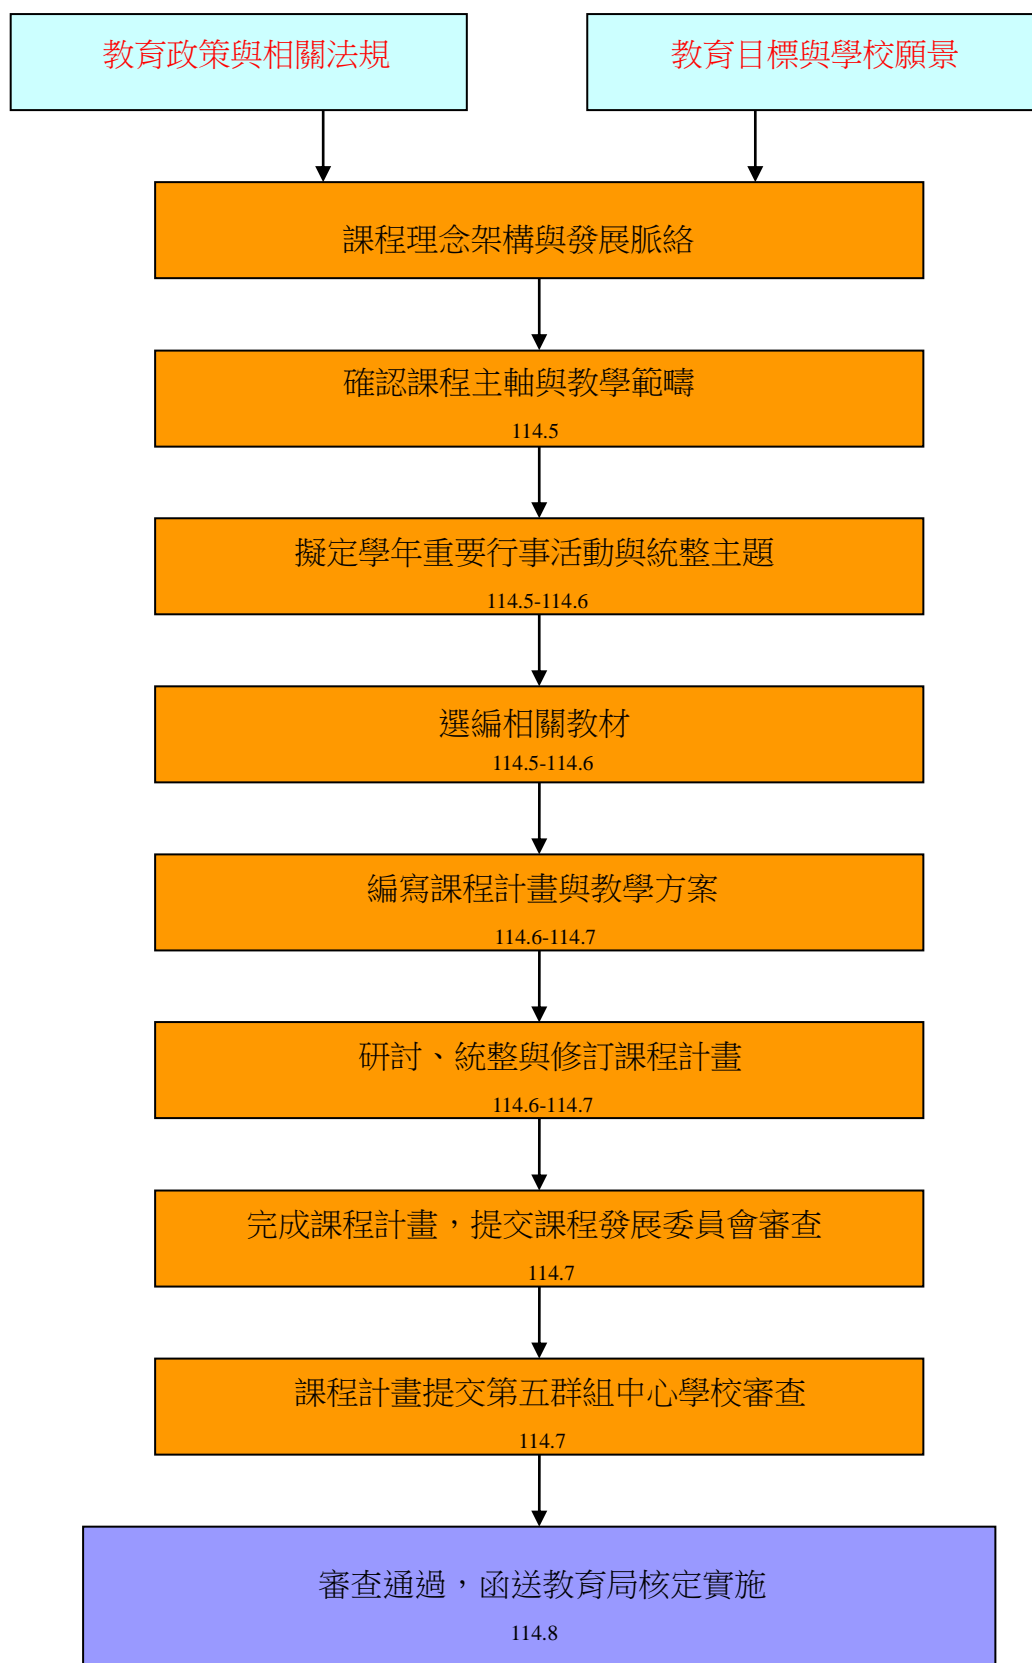 教育政策與相關法規
教育目標與學校願景
課程理念架構與發展脈絡
確認課程主軸與教學範疇
114.5
擬定學年重要行事活動與統整主題
114.5-114.6
選編相關教材
114.5-114.6
編寫課程計畫與教學方案
114.6-114.7
研討、統整與修訂課程計畫
114.6-114.7
完成課程計畫，提交課程發展委員會審查
114.7
課程計畫提交第五群組中心學校審查
114.7
審查通過，函送教育局核定實施
114.8